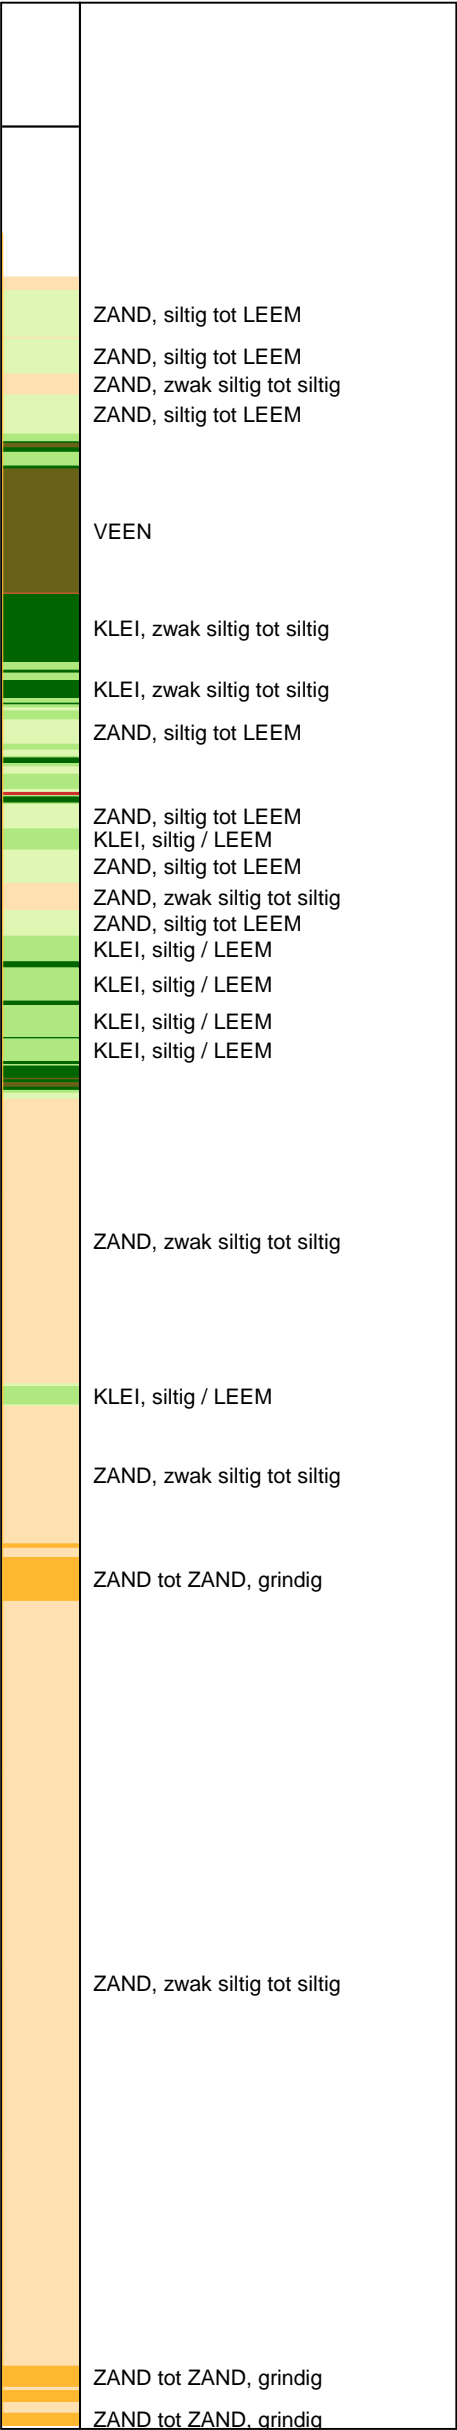 ZAND, siltig tot LEEM
ZAND, siltig tot LEEM
ZAND, zwak siltig tot siltig
ZAND, siltig tot LEEM
VEEN
KLEI, zwak siltig tot siltig
KLEI, zwak siltig tot siltig
ZAND, siltig tot LEEM
ZAND, siltig tot LEEM
KLEI, siltig / LEEM
ZAND, siltig tot LEEM
ZAND, zwak siltig tot siltig
ZAND, siltig tot LEEM
KLEI, siltig / LEEM
KLEI, siltig / LEEM
KLEI, siltig / LEEM
KLEI, siltig / LEEM
ZAND, zwak siltig tot siltig
KLEI, siltig / LEEM
ZAND, zwak siltig tot siltig
ZAND tot ZAND, grindig
ZAND, zwak siltig tot siltig
ZAND tot ZAND, grindig
ZAND tot ZAND, grindig